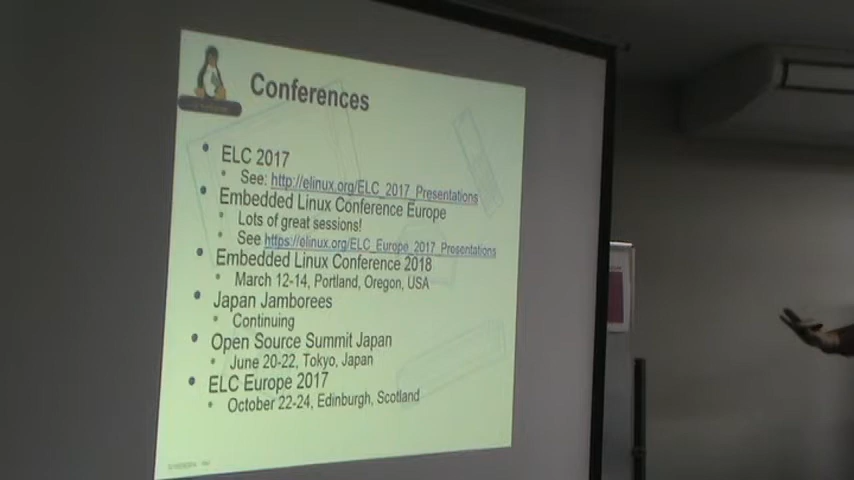 Conferences
• ELC 2017
• See: http://elinux.org/ELC_2017_Presentations
• Embedded Linux Conference Europe
• Lots of great sessions!
• See https://elinux.org/ELC_Europe_2017_Presentations
• Embedded Linux Conference 2018
• March 12-14, Portland, Oregon, USA
• Japan Jamborees
• Continuing
• Open Source Summit Japan
• June 20-22, Tokyo, Japan
• ELC Europe 2017
• October 22-24, Edinburgh, Scotland